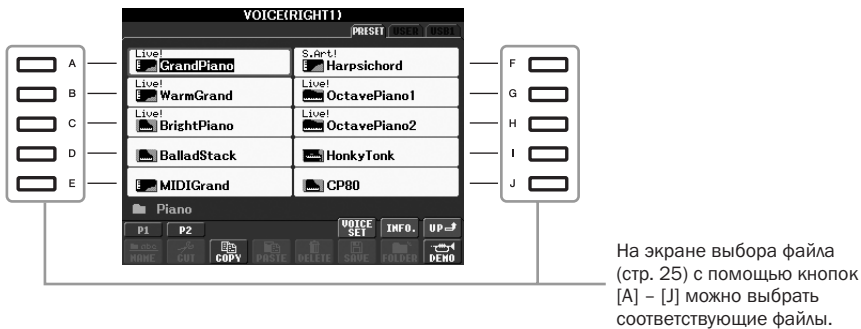 VOICE(RIGHT1)
PRESET USER USB1
A Live! GrandPiano S.Art! Harpsichord F
B Live! WarmGrand Live! OctavePiano1 G
C Live! BrightPiano Live! OctavePiano2 H
D BalladStack HonkyTonk I
E MIDIGrand CP80 J
Piano
P1 P2 VOICE SET INFO. UP
NAME CUT COPY PASTE DELETE SAVE FOLDER DEMO
На экране выбора файла
(стр. 25) с помощью кнопок
[A] – [J] можно выбрать
соответствующие файлы.